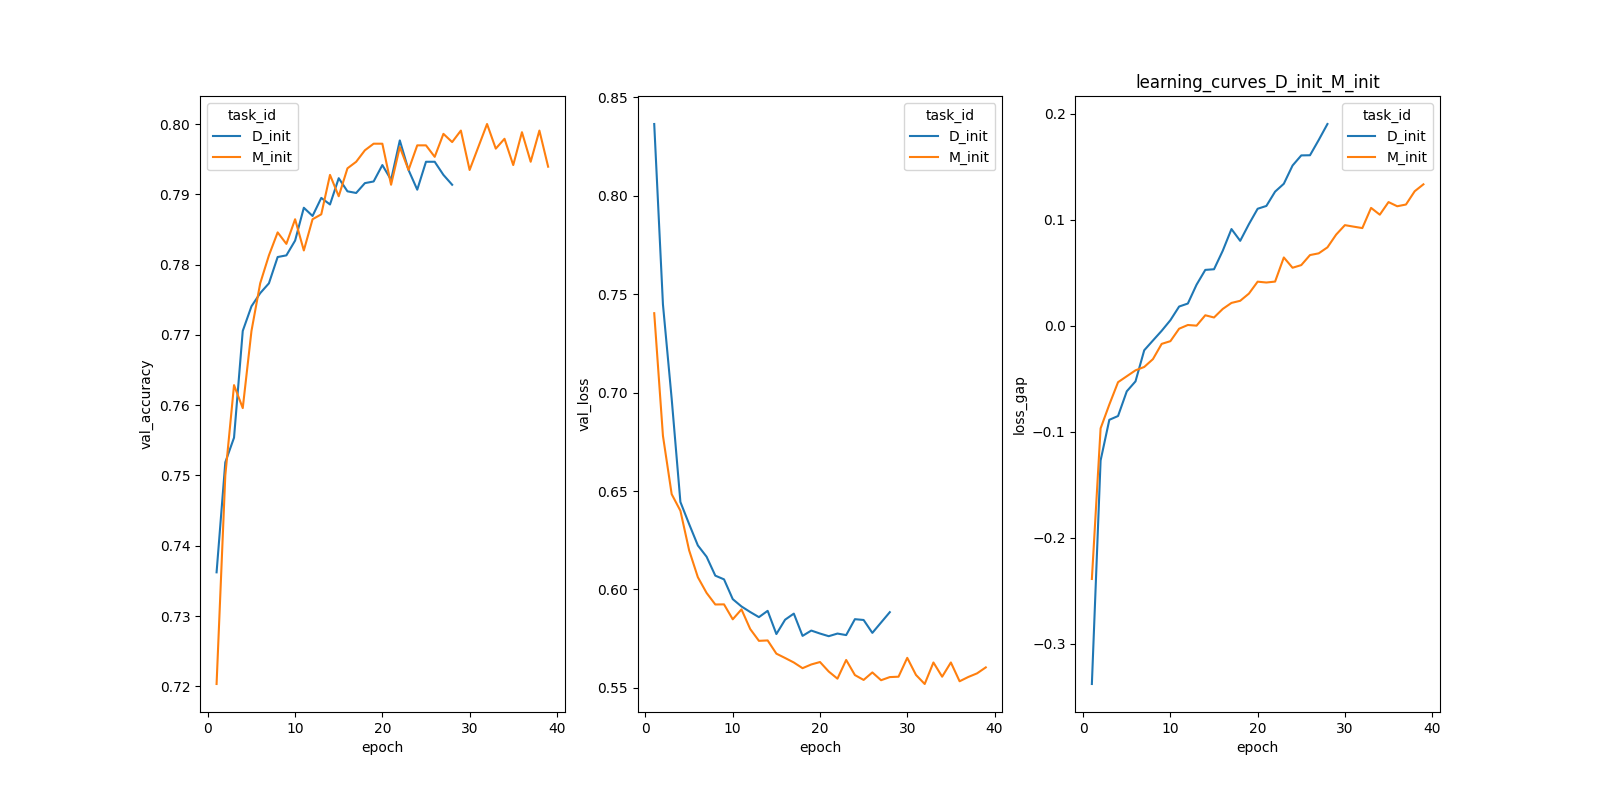 learning_curves_D_init_M_init
val_accuracy
0.80
0.79
0.78
0.77
0.76
0.75
0.74
0.73
0.72
0
10
20
30
40
epoch
task_id
D_init
M_init
val_loss
0.85
0.80
0.75
0.70
0.65
0.60
0.55
0
10
20
30
40
epoch
task_id
D_init
M_init
loss_gap
0.2
0.1
0.0
−0.1
−0.2
−0.3
0
10
20
30
40
epoch
task_id
D_init
M_init